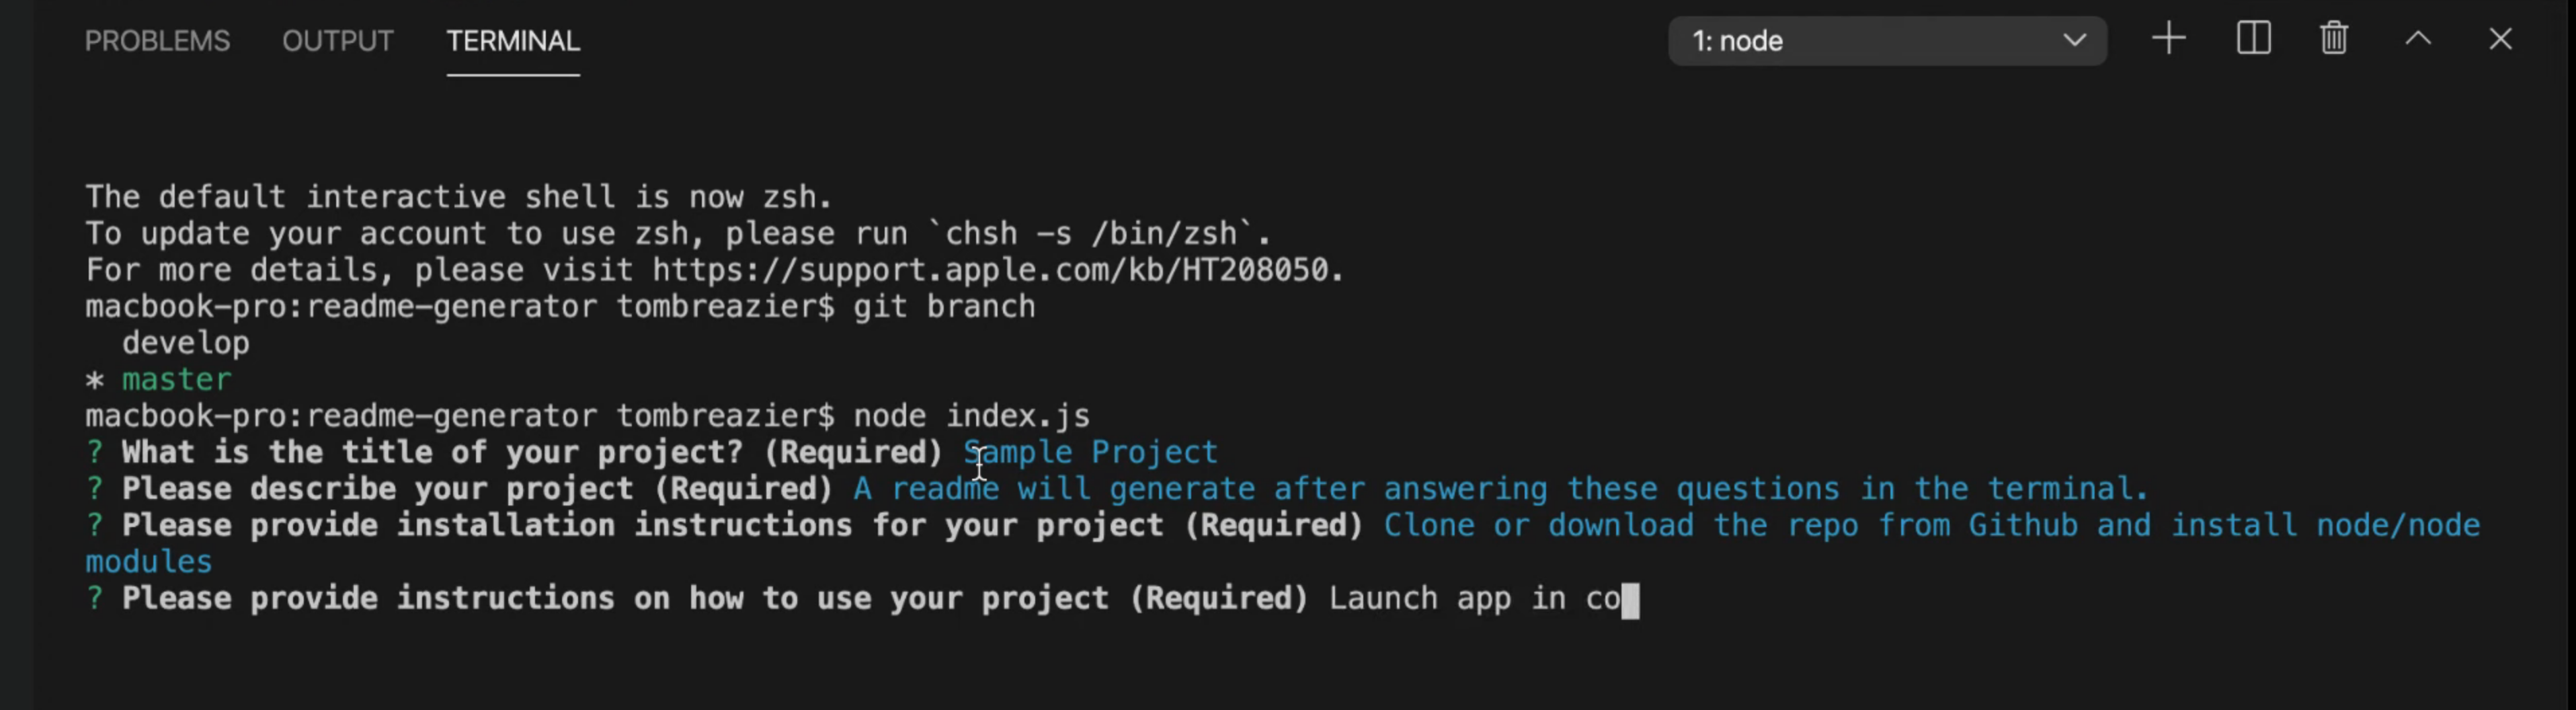 PROBLEMS OUTPUT TERMINAL 1: node
The default interactive shell is now zsh.
To update your account to use zsh, please run `chsh -s /bin/zsh`.
For more details, please visit https://support.apple.com/kb/HT208050.
macbook-pro:readme-generator tombreazier$ git branch
  develop
* master
macbook-pro:readme-generator tombreazier$ node index.js
? What is the title of your project? (Required) Sample Project
? Please describe your project (Required) A readme will generate after answering these questions in the terminal.
? Please provide installation instructions for your project (Required) Clone or download the repo from Github and install node/node
modules
? Please provide instructions on how to use your project (Required) Launch app in co